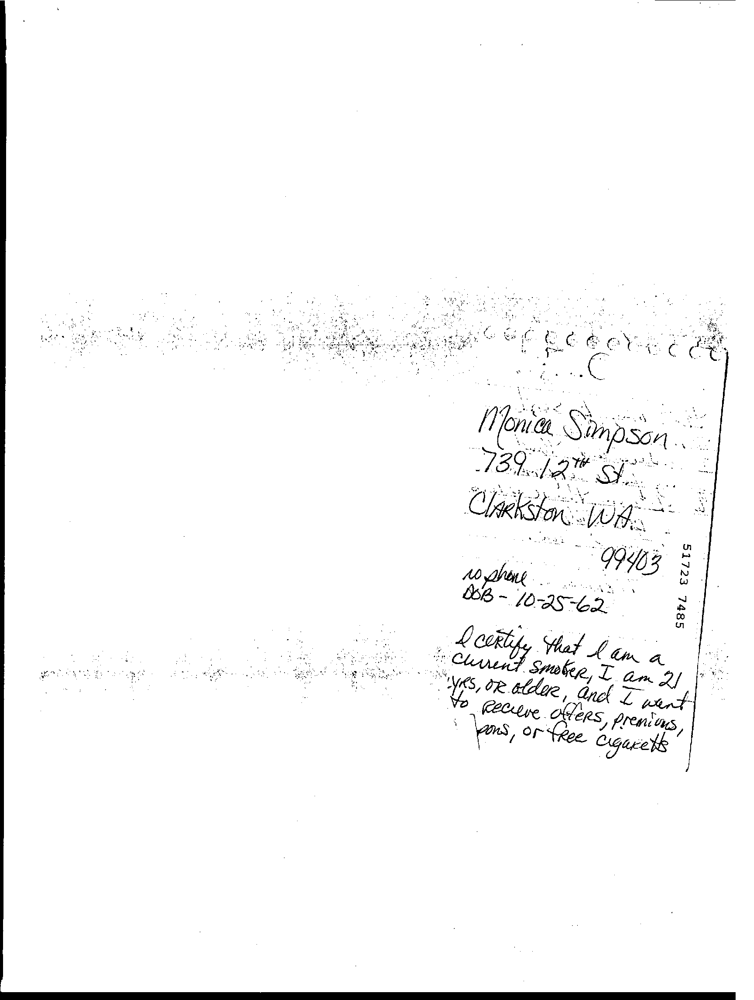 Monica Simpson
739 12TH St.
Clarkston WA.
99403
no phone
DOB - 10-25-62
I certify that I am a
current smoker, I am 21
yrs, or older, and I want
to recieve offers, premiums,
pons, or free cigaretts
51723 7485